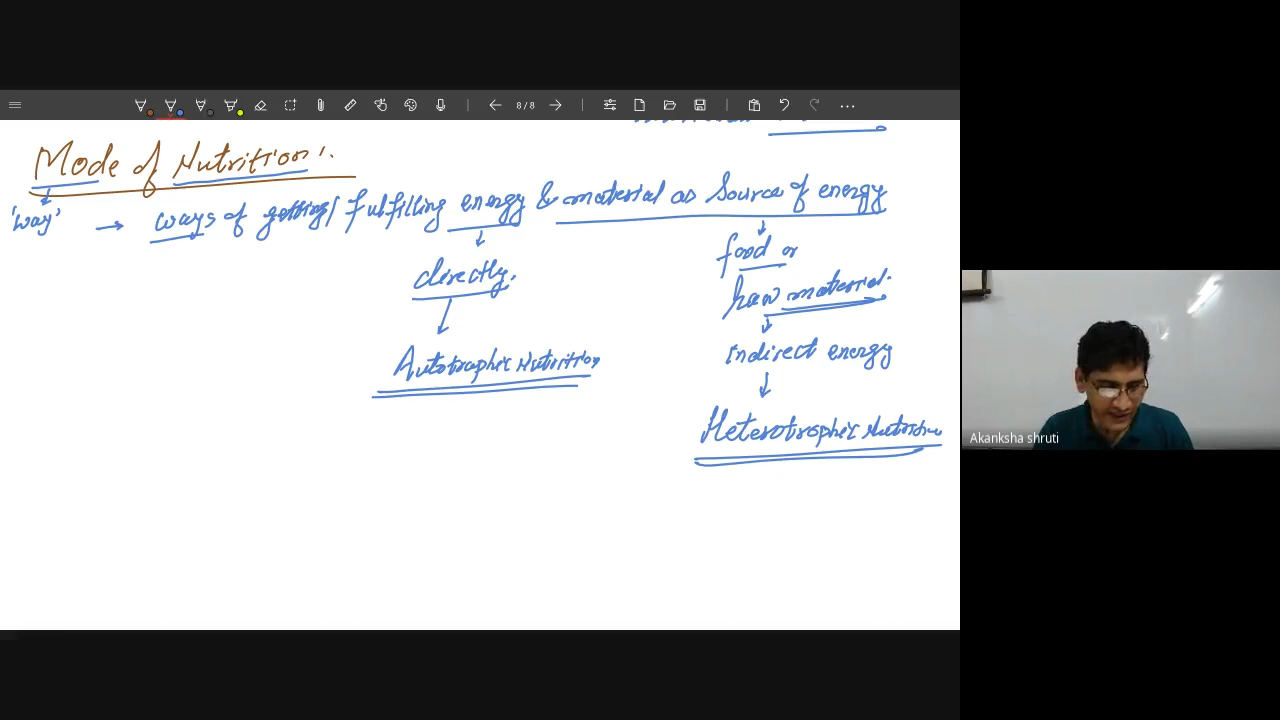 8/8
Mode of Nutrition:
'way' → ways of getting/ fulfilling energy & material as source of energy
directly.
food or
raw material.
Autotrophic Nutrition
indirect energy
Heterotrophic Nutrition
Akanksha shruti